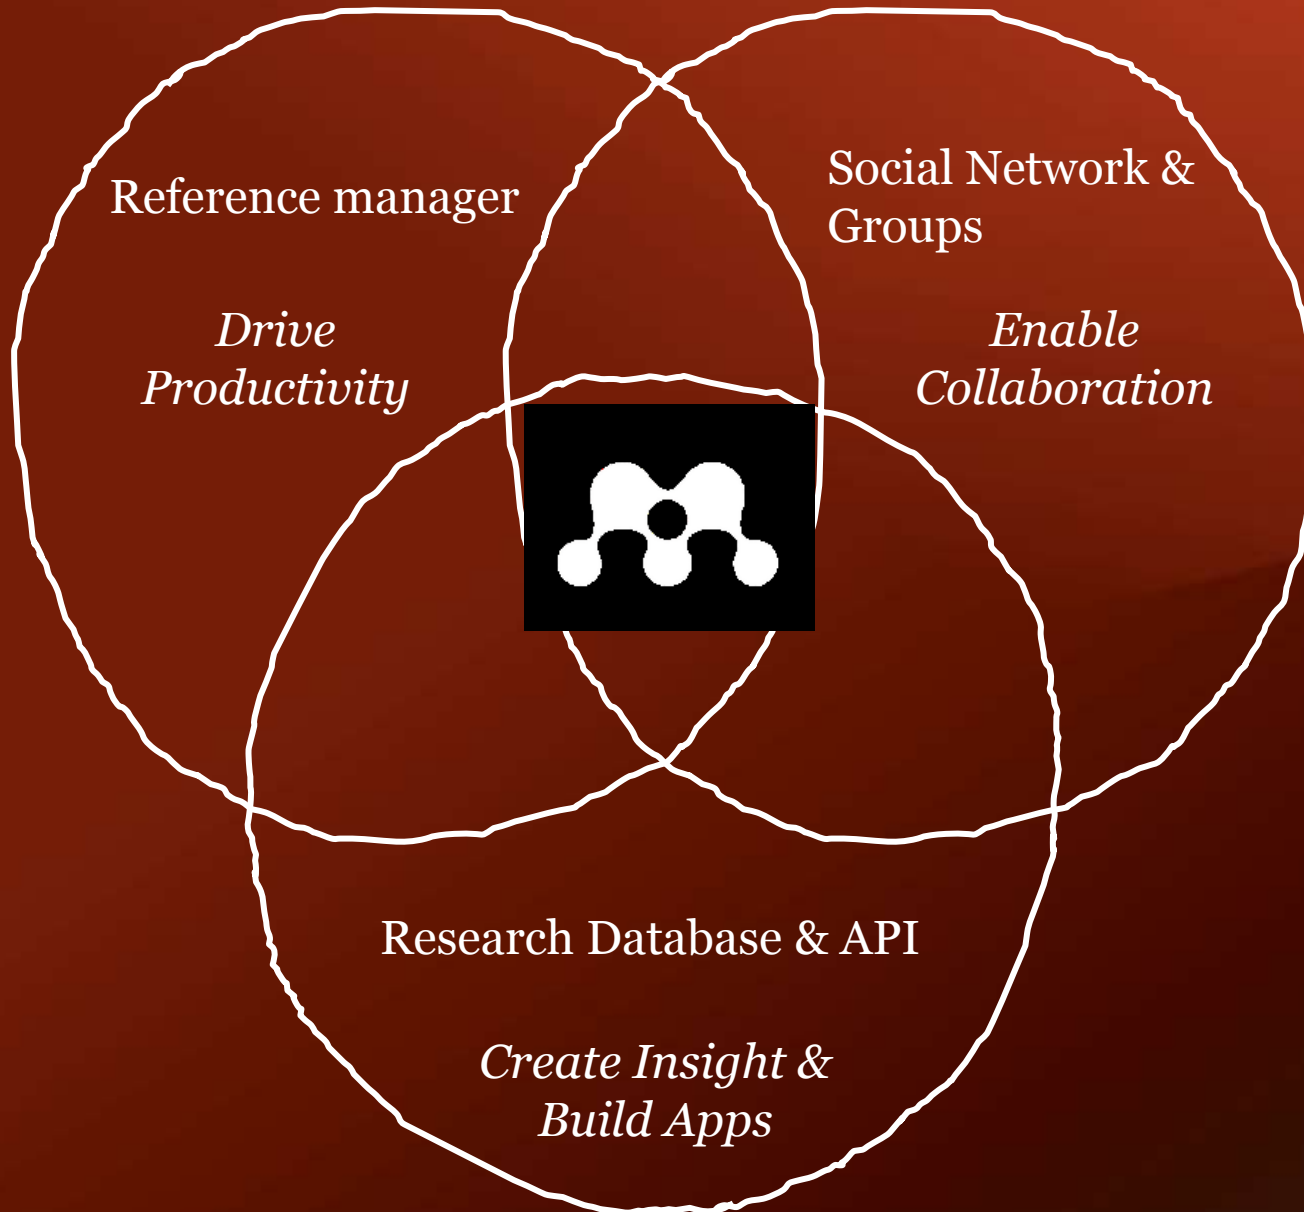 Reference manager
Drive
Productivity
Social Network &
Groups
Enable
Collaboration
Research Database & API
Create Insight &
Build Apps